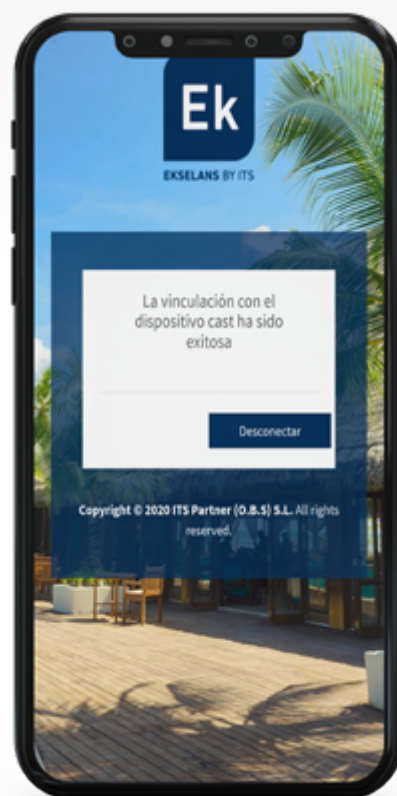 Ek
EKSELANS BY ITS
La vinculación con el
dispositivo cast ha sido
exitosa
Desconectar
Copyright © 2020 ITS Partner (O.B.S) S.L. All rights
reserved.